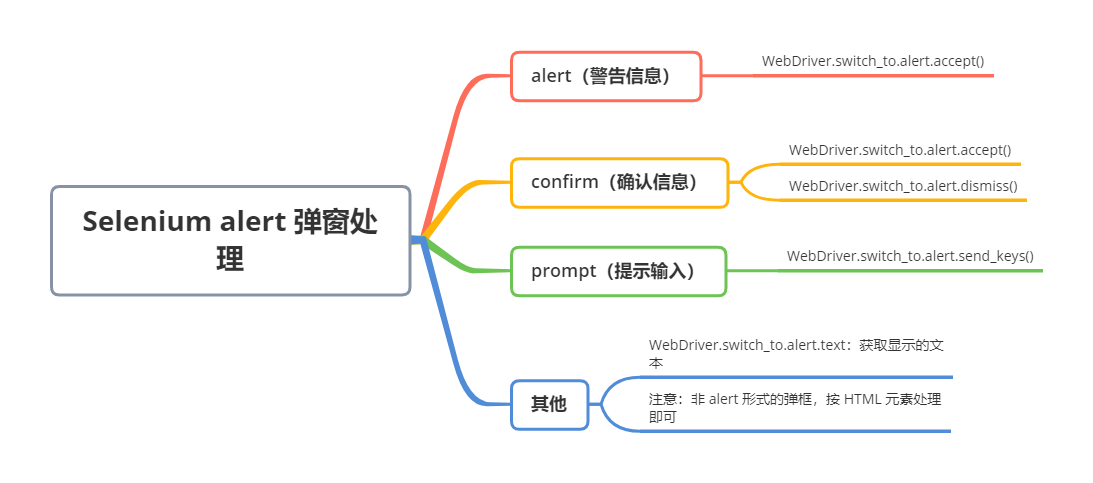 Selenium alert 弹窗处
理
alert（警告信息）
WebDriver.switch_to.alert.accept()
confirm（确认信息）
WebDriver.switch_to.alert.accept()
WebDriver.switch_to.alert.dismiss()
prompt（提示输入）
WebDriver.switch_to.alert.send_keys()
其他
WebDriver.switch_to.alert.text：获取显示的文
本
注意：非 alert 形式的弹框，按 HTML 元素处理
即可